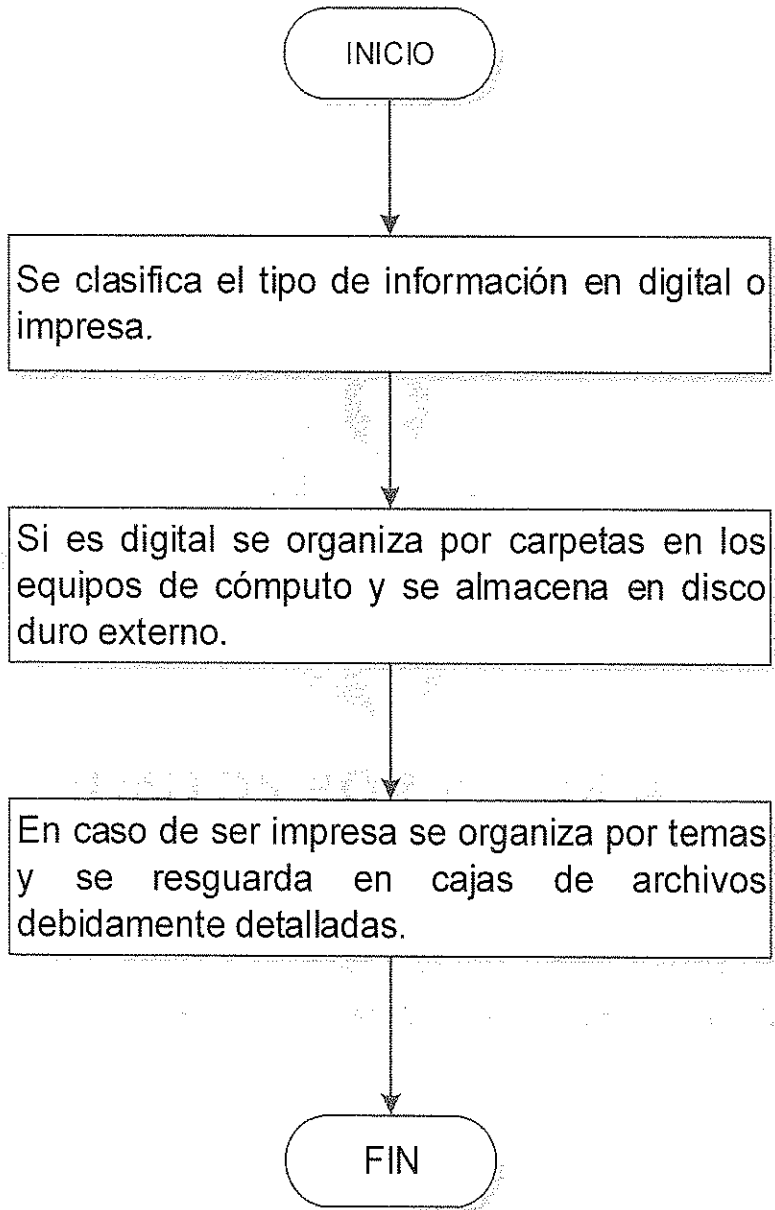 INICIO
Se clasifica el tipo de información en digital o
impresa.
Si es digital se organiza por carpetas en los
equipos de cómputo y se almacena en disco
duro externo.
En caso de ser impresa se organiza por temas
y se resguarda en cajas de archivos
debidamente detalladas.
FIN